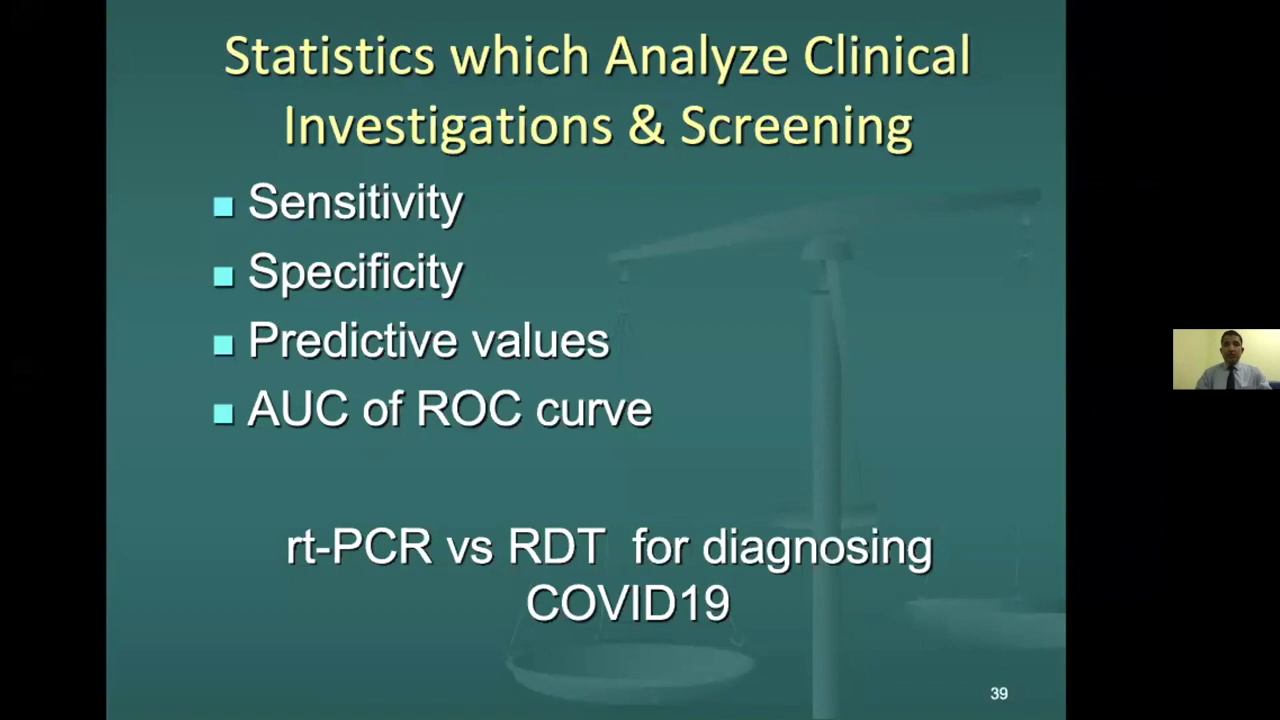 Statistics which Analyze Clinical
Investigations & Screening
Sensitivity
Specificity
Predictive values
AUC of ROC curve
rt-PCR vs RDT for diagnosing
COVID19
39